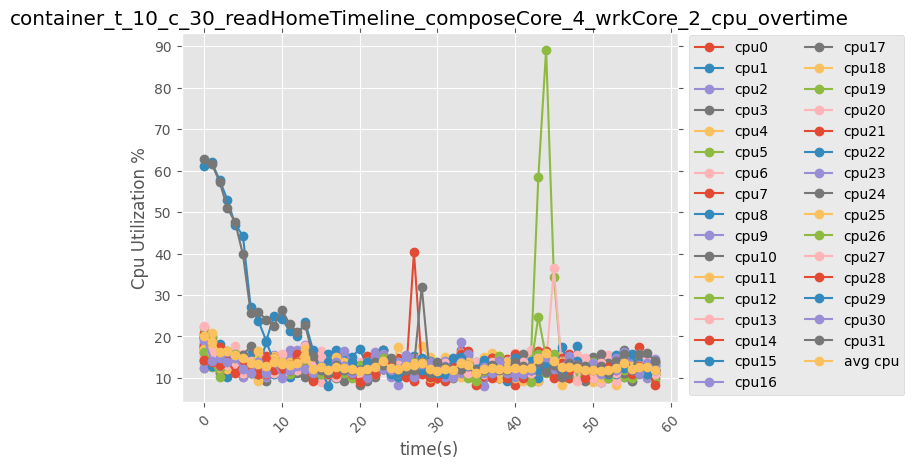 container_t_10_c_30_readHomeTimeline_composeCore_4_wrkCore_2_cpu_overtime
90
80
70
60
50
40
30
20
10
Cpu Utilization %
0
10
20
30
40
50
60
time(s)
cpu0
cpu1
cpu2
cpu3
cpu4
cpu5
cpu6
cpu7
cpu8
cpu9
cpu10
cpu11
cpu12
cpu13
cpu14
cpu15
cpu16
cpu17
cpu18
cpu19
cpu20
cpu21
cpu22
cpu23
cpu24
cpu25
cpu26
cpu27
cpu28
cpu29
cpu30
cpu31
avg cpu